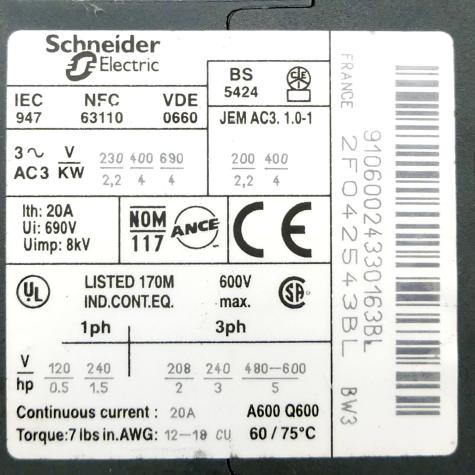 Schneider
Electric
BS
5424
IEC NFC VDE
947 63110 0660
JEM AC3. 1.0-1
3~ V 230 400 690 200 400
AC3 KW 2,2 4 4 2,2 4
Ith: 20A
Ui: 690V
Uimp: 8kV
NOM
117
ANCE
CE
UL
LISTED 170M 600V
IND.CONT.EQ. max.
SA
1ph 3ph
V 120 240 208 240 480-600
hp 0.5 1.5 2 3 5
Continuous current : 20A A600 Q600
Torque:7 lbs in.AWG: 12-18 CU 60 / 75°C
FRANCE 2F042543BL BW3
91060024330163BL